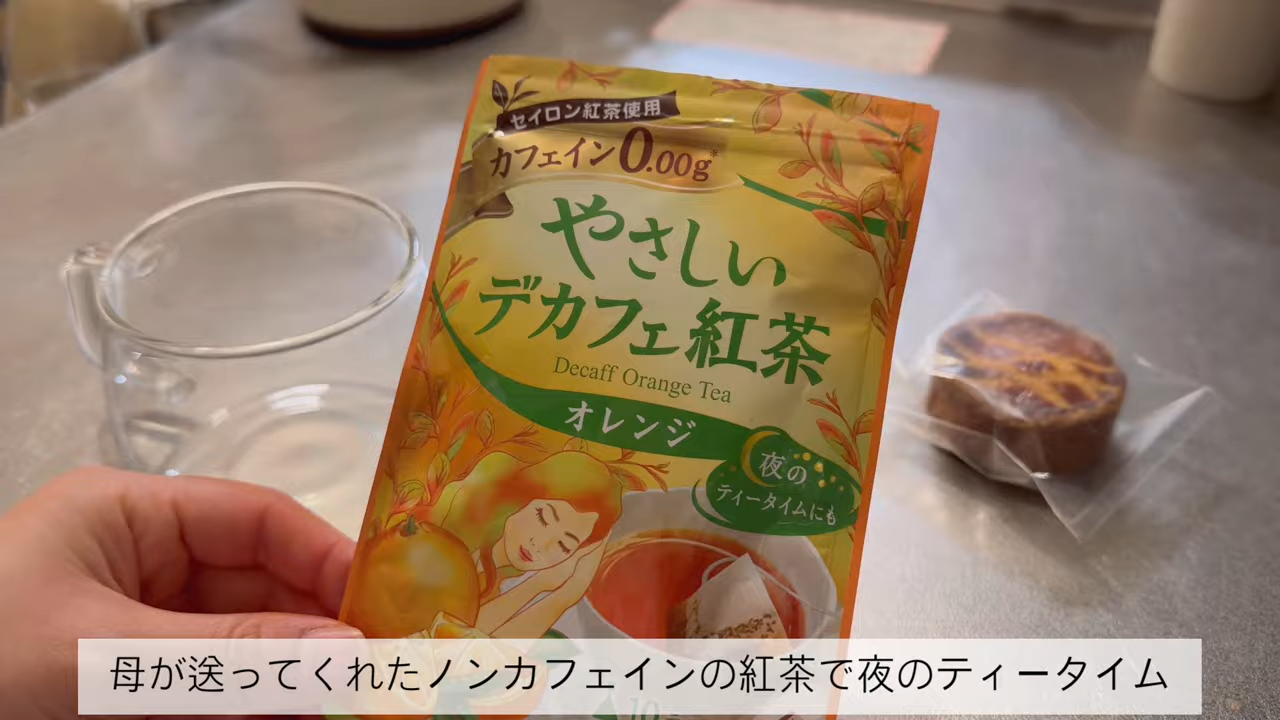 セイロン紅茶使用
カフェイン0.00g*
やさしい
デカフェ紅茶
Decaff Orange Tea
オレンジ
夜の
ティータイムにも
母が送ってくれたノンカフェインの紅茶で夜のティータイム
10